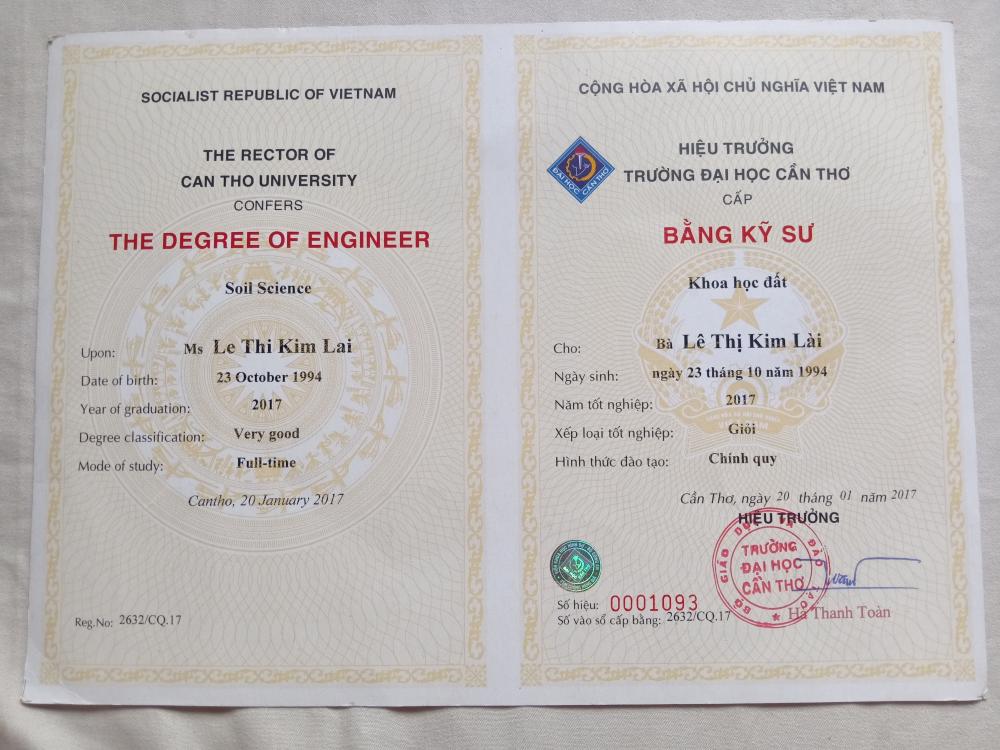 SOCIALIST REPUBLIC OF VIETNAM
THE RECTOR OF
CAN THO UNIVERSITY
CONFERS
THE DEGREE OF ENGINEER
Soil Science
Upon: Ms Le Thi Kim Lai
Date of birth: 23 October 1994
Year of graduation: 2017
Degree classification: Very good
Mode of study: Full-time
Cantho, 20 January 2017
Reg.No: 2632/CQ.17
CỘNG HÒA XÃ HỘI CHỦ NGHĨA VIỆT NAM
HIỆU TRƯỞNG
TRƯỜNG ĐẠI HỌC CẦN THƠ
CẤP
ĐẠI HỌC CẦN THƠ
BẰNG KỸ SƯ
Khoa học đất
Cho: Bà Lê Thị Kim Lài
Ngày sinh: ngày 23 tháng 10 năm 1994
Năm tốt nghiệp: 2017
Xếp loại tốt nghiệp: Giỏi
Hình thức đào tạo: Chính quy
Cần Thơ, ngày 20 tháng 01 năm 2017
HIỆU TRƯỞNG
BỘ GIÁO DỤC VÀ ĐÀO TẠO
TRƯỜNG
ĐẠI HỌC
CẦN THƠ
Hà Thanh Toàn
Số hiệu: 0001093
Số vào sổ cấp bằng: 2632/CQ.17